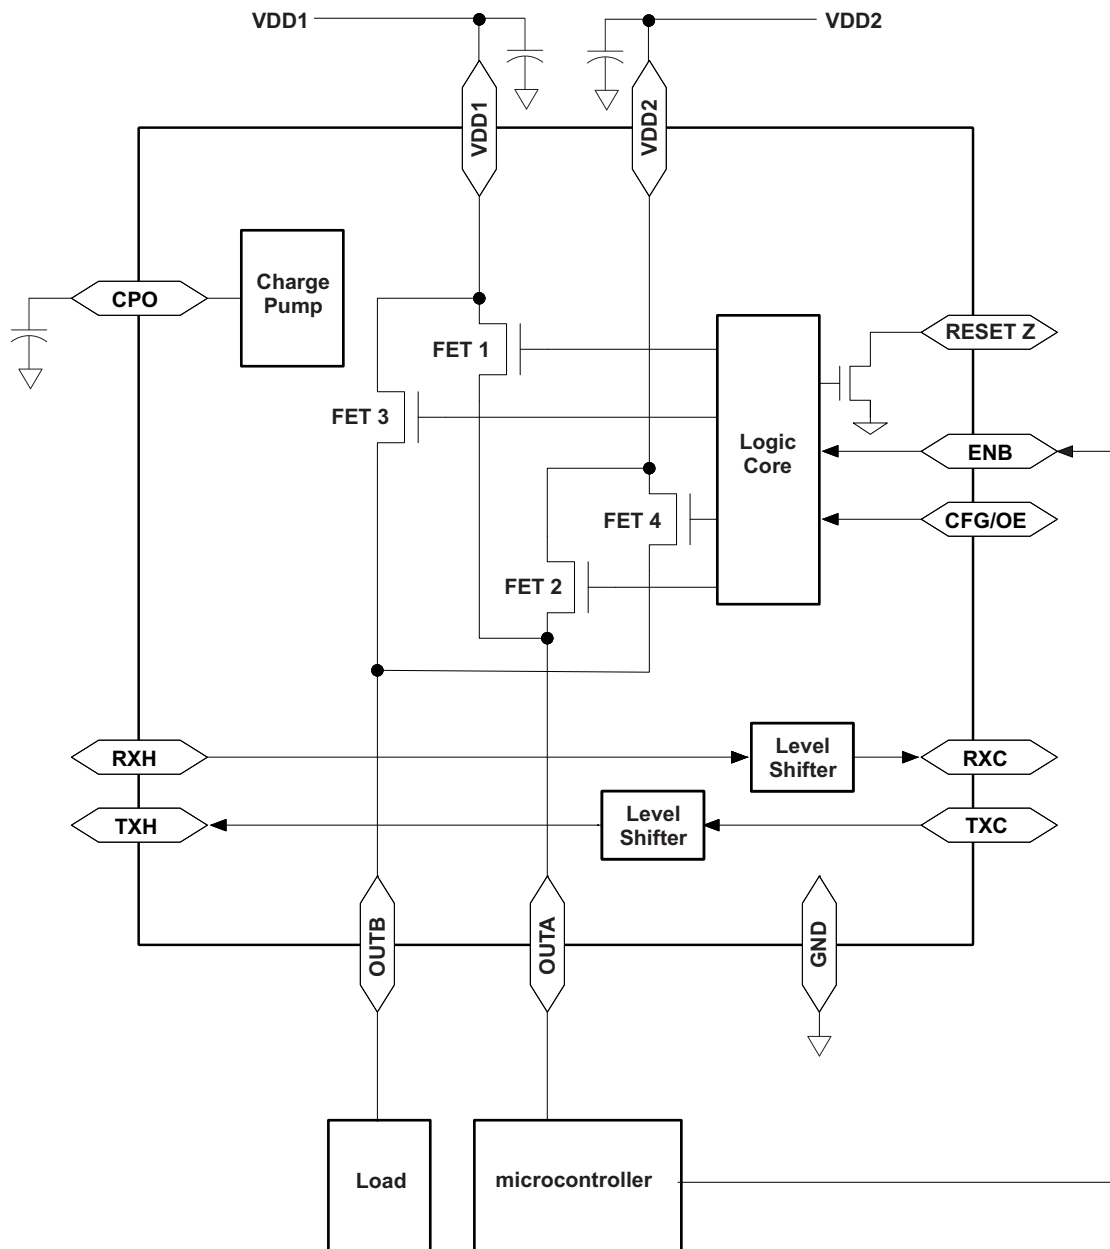 VDD1
VDD2
VDD1
VDD2
Charge
Pump
CPO
RESET Z
FET 1
FET 3
Logic
Core
ENB
FET 4
CFG/OE
FET 2
RXH
Level
Shifter
RXC
TXH
Level
Shifter
TXC
OUTB
OUTA
GND
Load
microcontroller